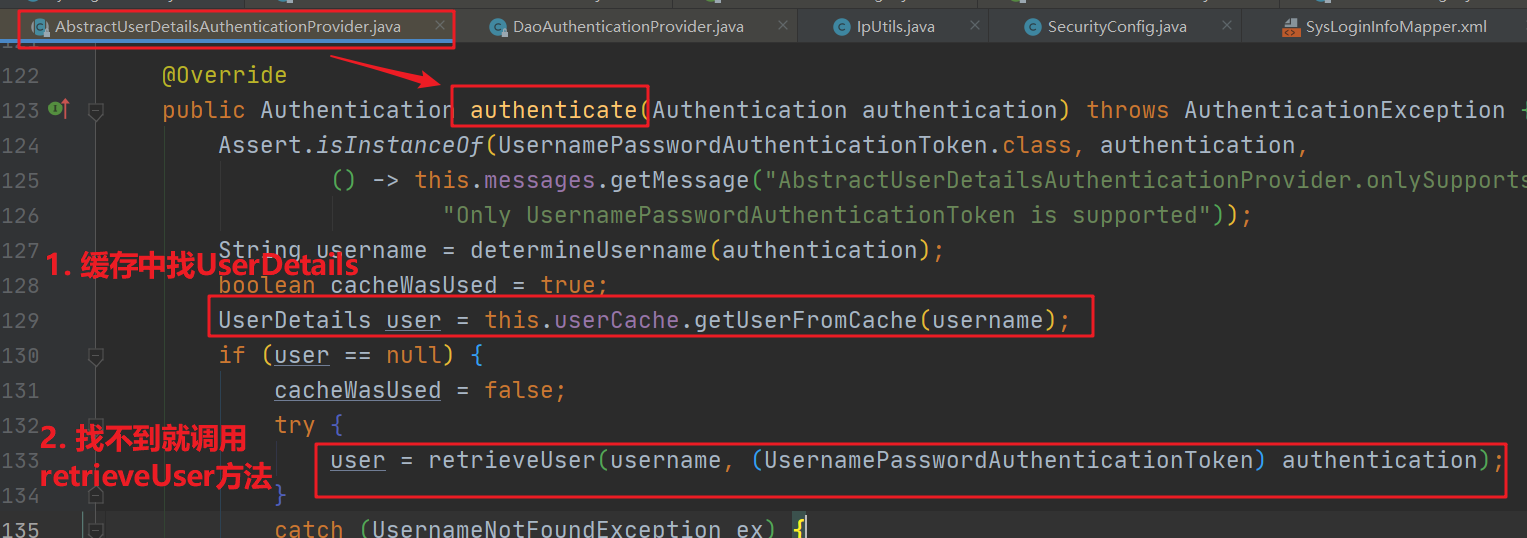 AbstractUserDetailsAuthenticationProvider.java DaoAuthenticationProvider.java IpUtils.java SecurityConfig.java SysLoginInfoMapper.xml
122 @Override
123 public Authentication authenticate(Authentication authentication) throws AuthenticationException {
124 Assert.isInstanceOf(UsernamePasswordAuthenticationToken.class, authentication,
125 () -> this.messages.getMessage("AbstractUserDetailsAuthenticationProvider.onlySupports
126 "Only UsernamePasswordAuthenticationToken is supported"));
127 String username = determineUsername(authentication);
1. 缓存中找UserDetails
128 boolean cacheWasUsed = true;
129 UserDetails user = this.userCache.getUserFromCache(username);
130 if (user == null) {
131 cacheWasUsed = false;
132 try {
2. 找不到就调用
retrieveUser方法
133 user = retrieveUser(username, (UsernamePasswordAuthenticationToken) authentication);
134 }
135 catch (UsernameNotFoundException ex) {